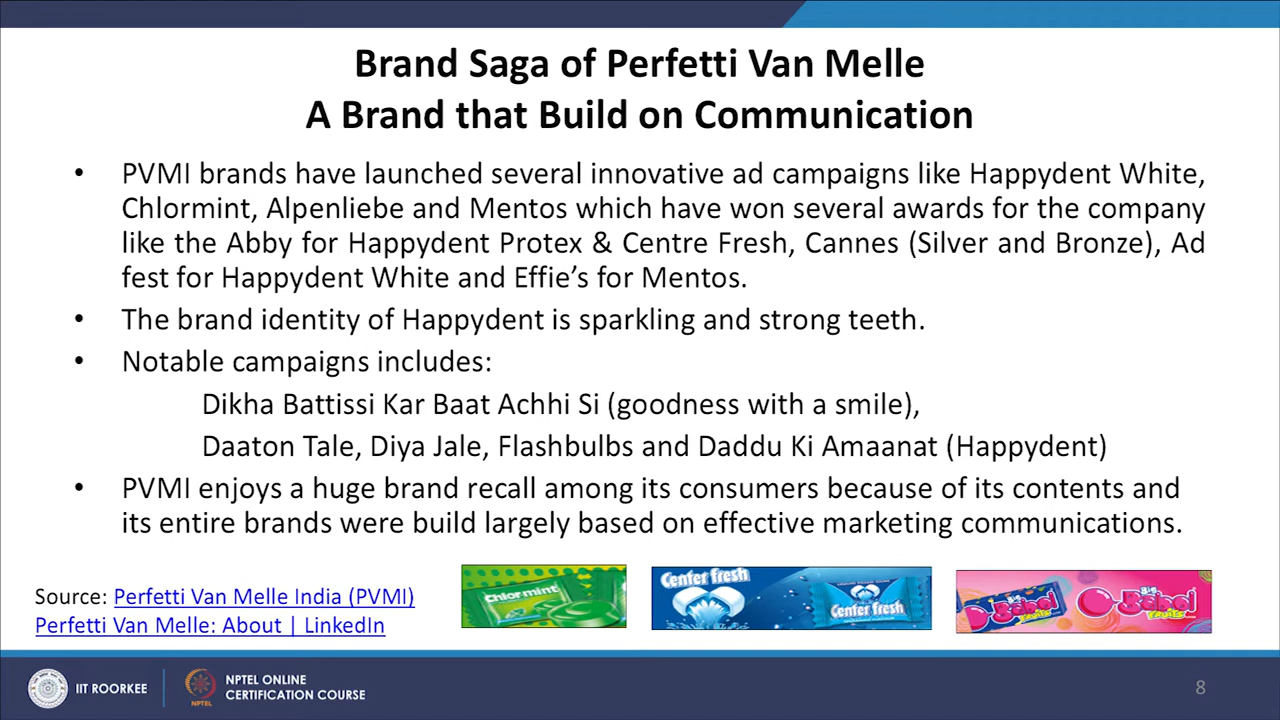 Brand Saga of Perfetti Van Melle
A Brand that Build on Communication
• PVMI brands have launched several innovative ad campaigns like Happydent White,
Chlormint, Alpenliebe and Mentos which have won several awards for the company
like the Abby for Happydent Protex & Centre Fresh, Cannes (Silver and Bronze), Ad
fest for Happydent White and Effie’s for Mentos.
• The brand identity of Happydent is sparkling and strong teeth.
• Notable campaigns includes:
Dikha Battissi Kar Baat Achhi Si (goodness with a smile),
Daaton Tale, Diya Jale, Flashbulbs and Daddu Ki Amaanat (Happydent)
• PVMI enjoys a huge brand recall among its consumers because of its contents and
its entire brands were build largely based on effective marketing communications.
Source: Perfetti Van Melle India (PVMI)
Perfetti Van Melle: About | LinkedIn
Chlormint
Center fresh
Center fresh
Big Babol
Fruits
Big Babol
Fruits
IIT ROORKEE
NPTEL
NPTEL ONLINE
CERTIFICATION COURSE
8